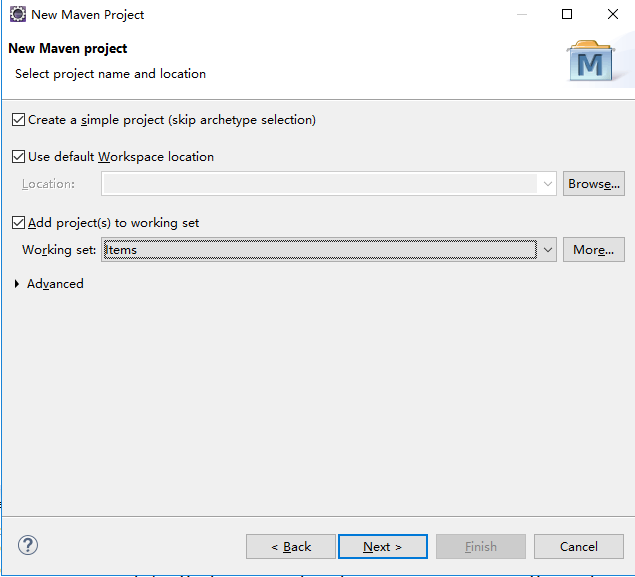 New Maven Project
New Maven project
Select project name and location
M
Create a simple project (skip archetype selection)
Use default Workspace location
Location:
Browse...
Add project(s) to working set
Working set:
Items
More...
Advanced
?
< Back
Next >
Finish
Cancel